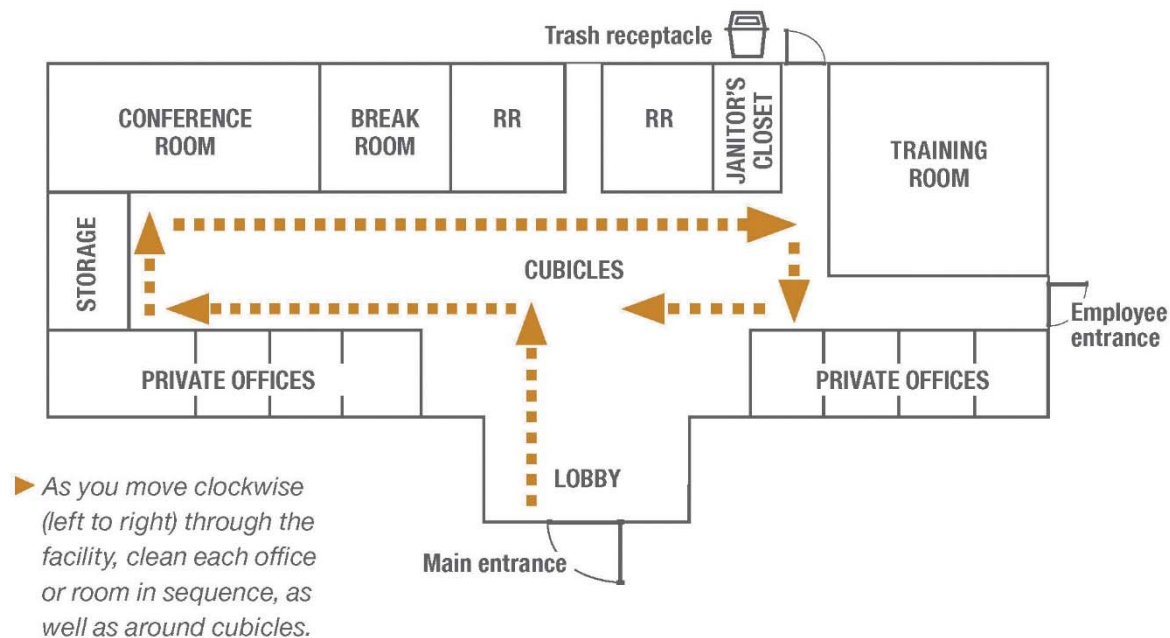 Trash receptacle
CONFERENCE
ROOM
BREAK
ROOM
RR
RR
JANITOR'S
CLOSET
TRAINING
ROOM
STORAGE
CUBICLES
Employee
entrance
PRIVATE OFFICES
PRIVATE OFFICES
LOBBY
Main entrance
As you move clockwise
(left to right) through the
facility, clean each office
or room in sequence, as
well as around cubicles.